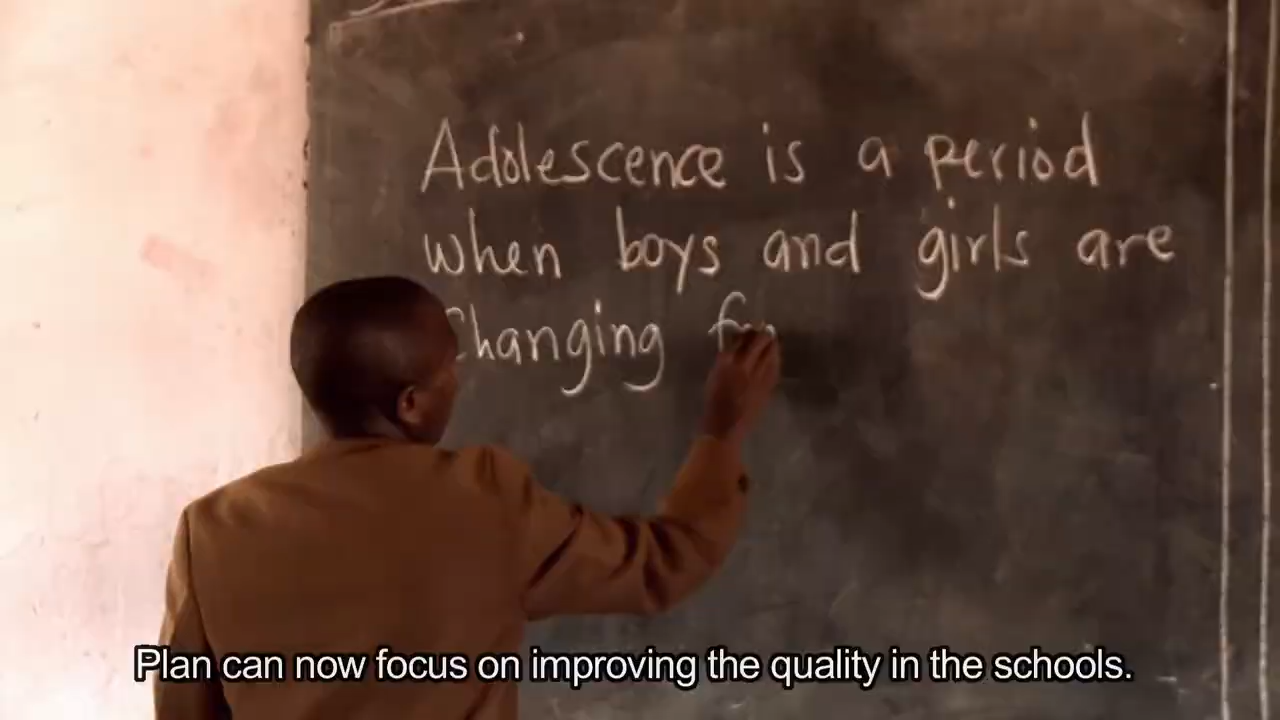 Adolescence is a period
when boys and girls are
Changing
Plan can now focus on improving the quality in the schools.